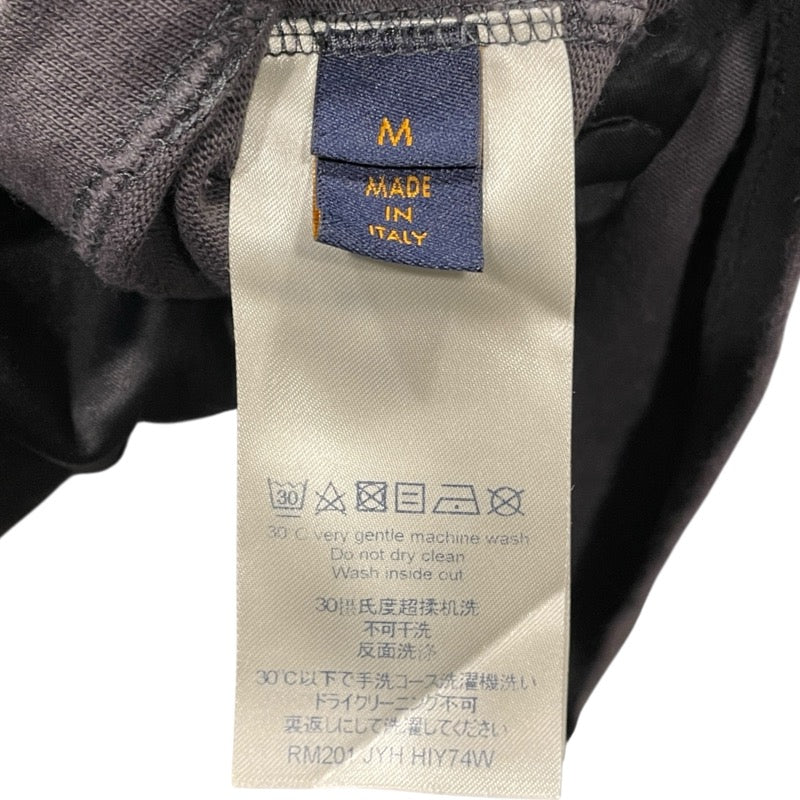 M
MADE
IN
ITALY
30
30°C very gentle machine wash
Do not dry clean
Wash inside out
30摄氏度超揉机洗
不可干洗
反面洗涤
30℃以下で手洗コース洗濯機洗い
ドライクリーニング不可
裏返しにして洗濯してください
RM201 JYH HIY74W